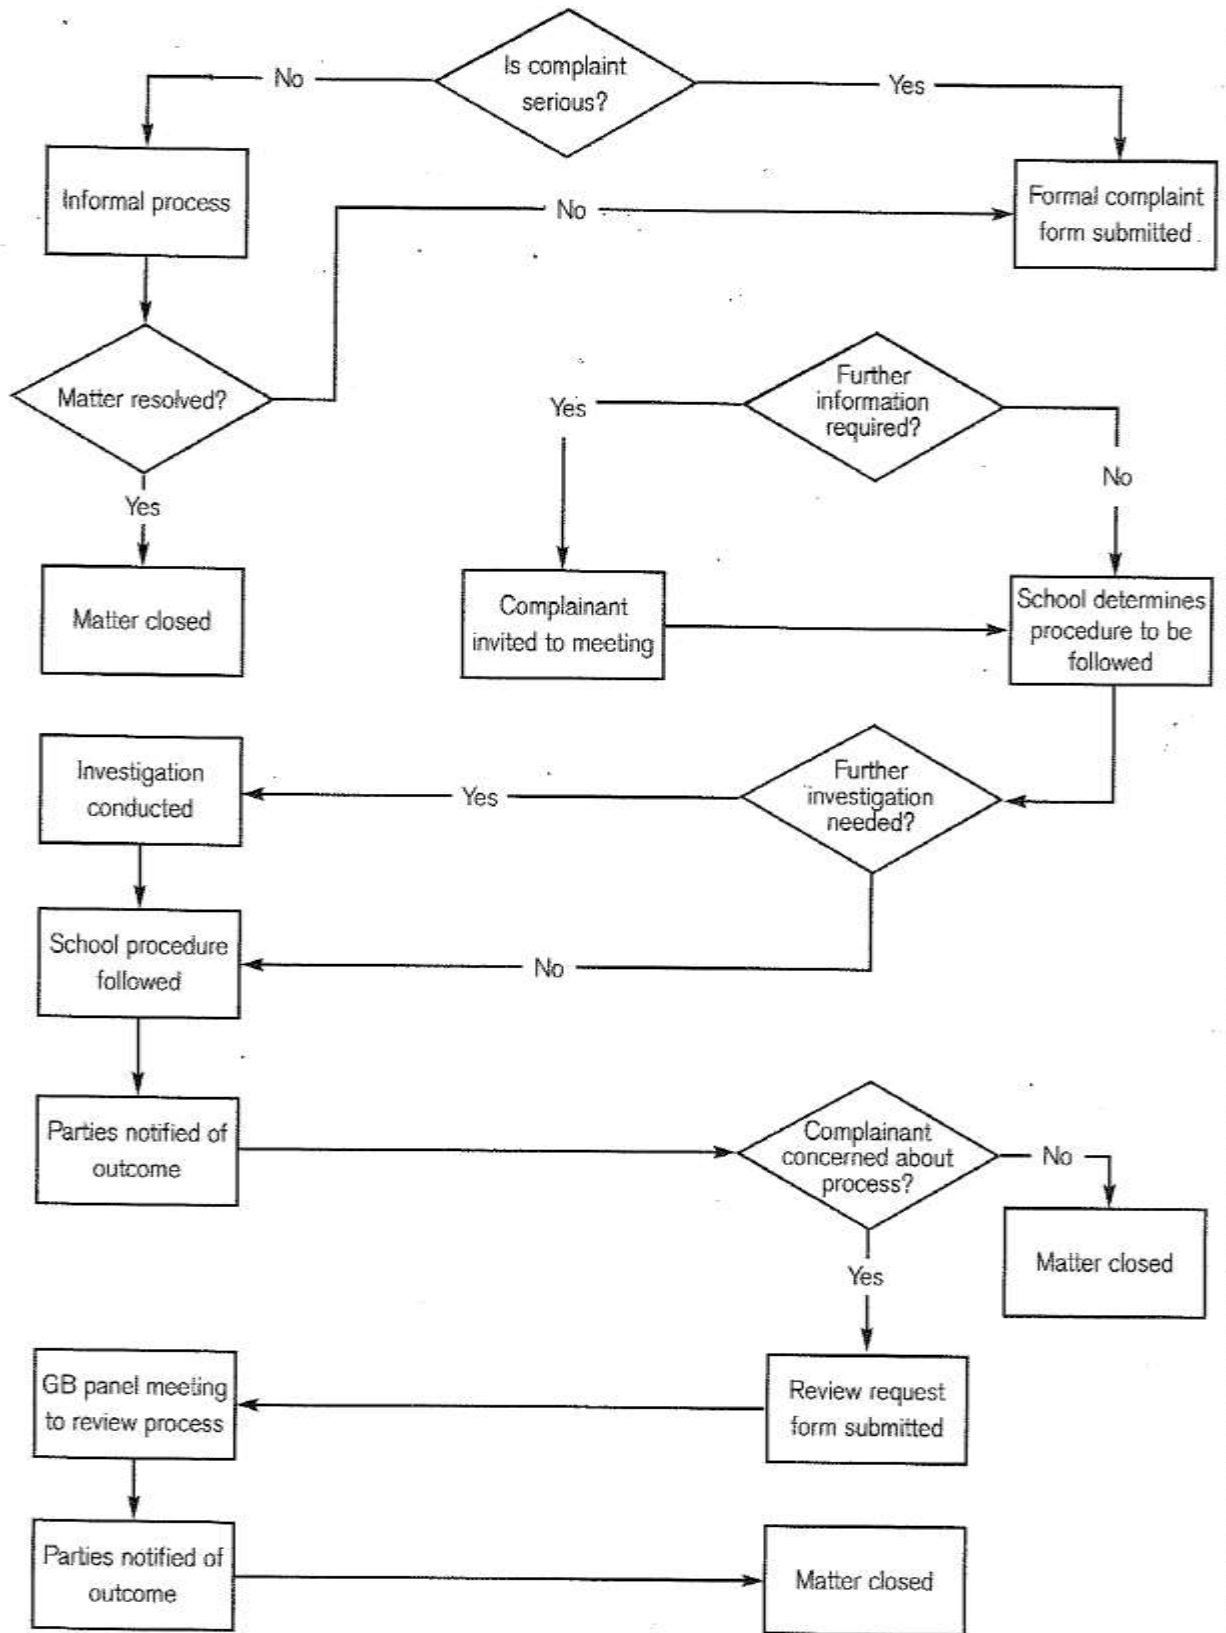 Is complaint
serious?
No
Yes
Informal process
Formal complaint
form submitted
No
Matter resolved?
Further
information
required?
Yes
No
Yes
Matter closed
Complainant
invited to meeting
School determines
procedure to be
followed
Investigation
conducted
Yes
Further
investigation
needed?
School procedure
followed
No
Parties notified of
outcome
Complainant
concerned about
process?
No
Matter closed
Yes
GB panel meeting
to review process
Review request
form submitted
Parties notified of
outcome
Matter closed